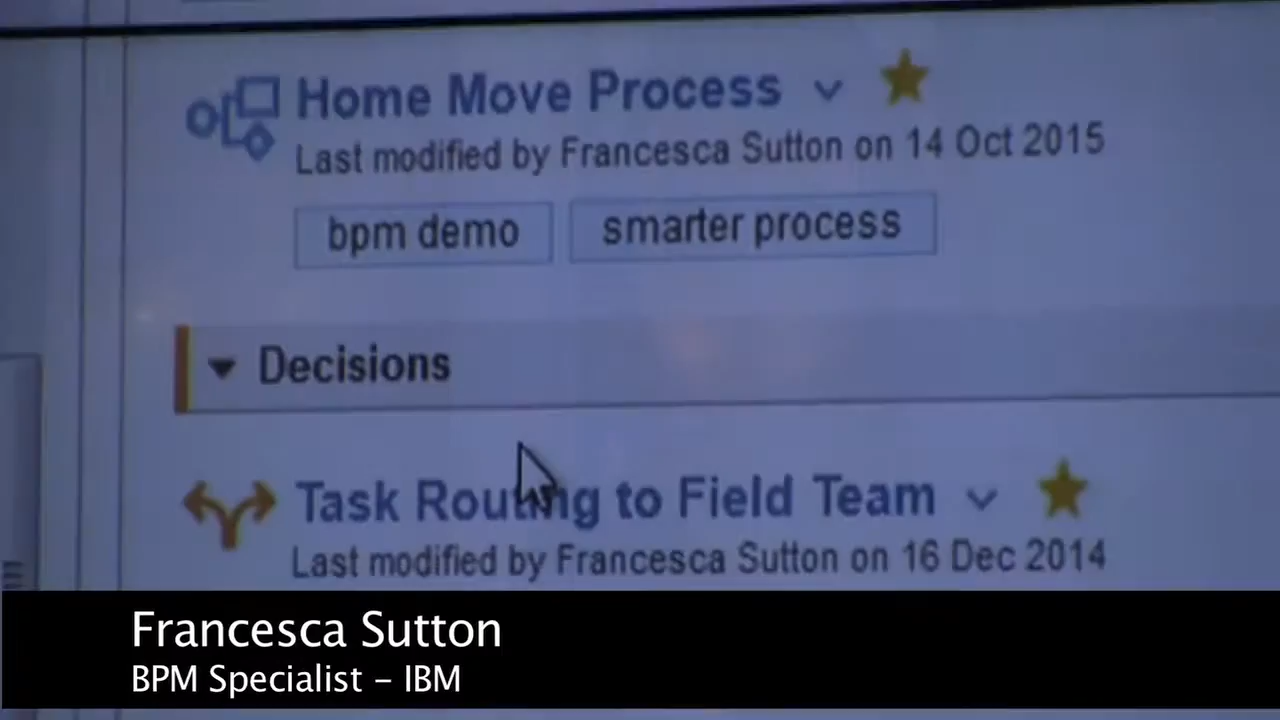 Home Move Process
Last modified by Francesca Sutton on 14 Oct 2015
bpm demo smarter process
Decisions
Task Routing to Field Team
Last modified by Francesca Sutton on 16 Dec 2014
Francesca Sutton
BPM Specialist – IBM